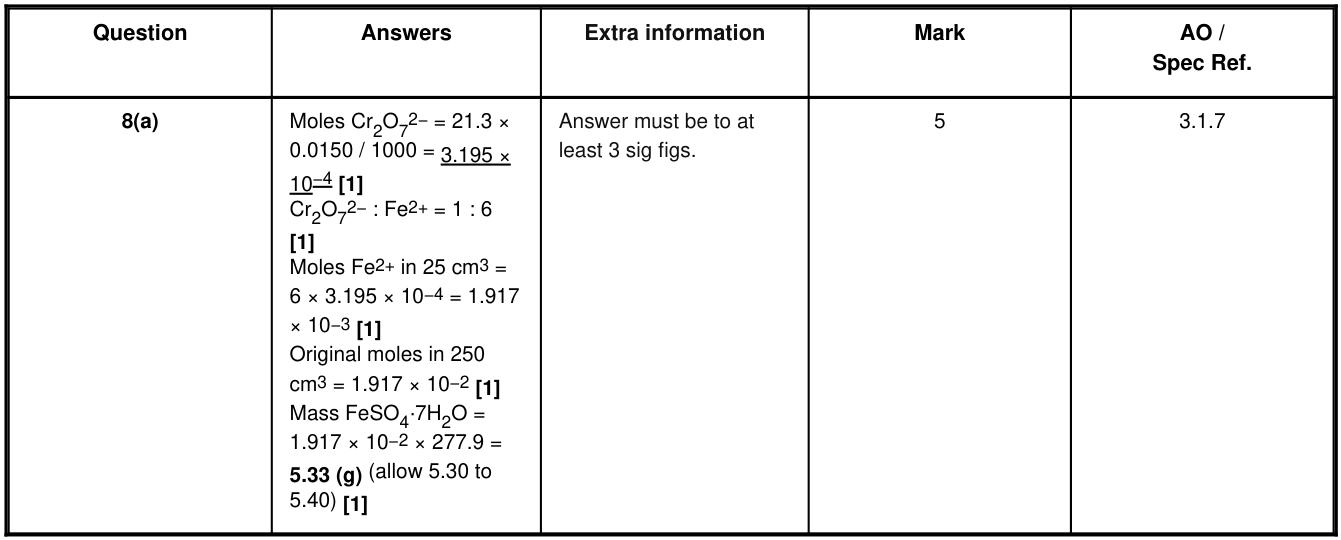 Question Answers Extra information Mark AO /
Spec Ref.
8(a)
Moles Cr₂O₇²⁻ = 21.3 ×
0.0150 / 1000 = 3.195 ×
10⁻⁴ [1]
Cr₂O₇²⁻ : Fe²⁺ = 1 : 6
[1]
Moles Fe²⁺ in 25 cm³ =
6 × 3.195 × 10⁻⁴ = 1.917
× 10⁻³ [1]
Original moles in 250
cm³ = 1.917 × 10⁻² [1]
Mass FeSO₄·7H₂O =
1.917 × 10⁻² × 277.9 =
5.33 (g) (allow 5.30 to
5.40) [1]
Answer must be to at
least 3 sig figs.
5
3.1.7